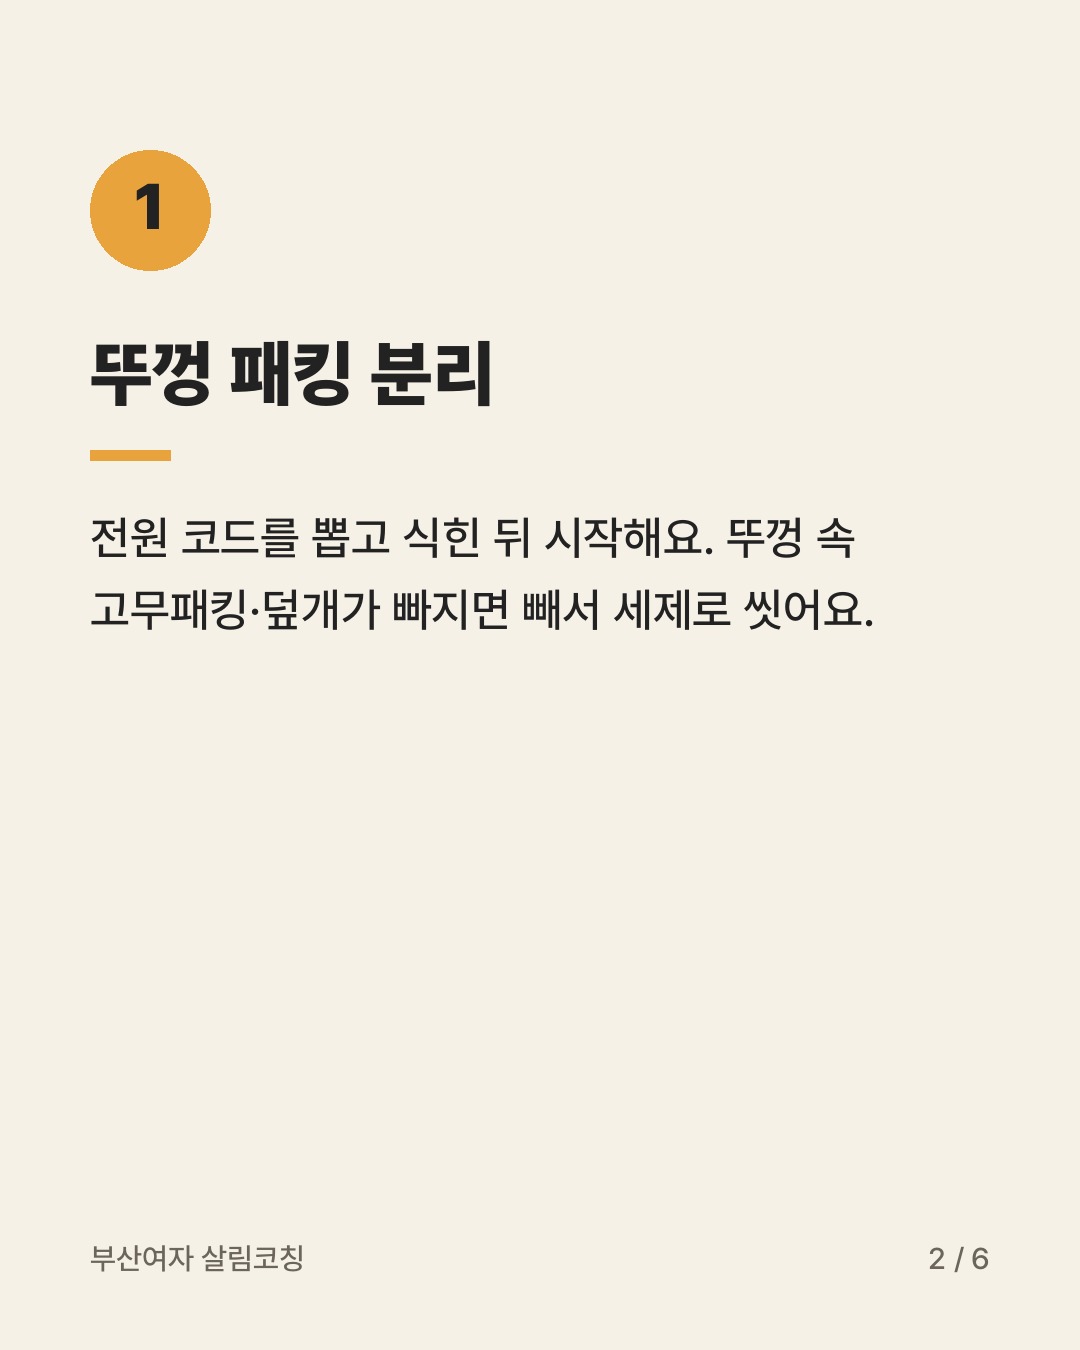 1
뚜껑 패킹 분리
전원 코드를 뽑고 식힌 뒤 시작해요. 뚜껑 속
고무패킹·덮개가 빠지면 빼서 세제로 씻어요.
부산여자 살림코칭
2 / 6